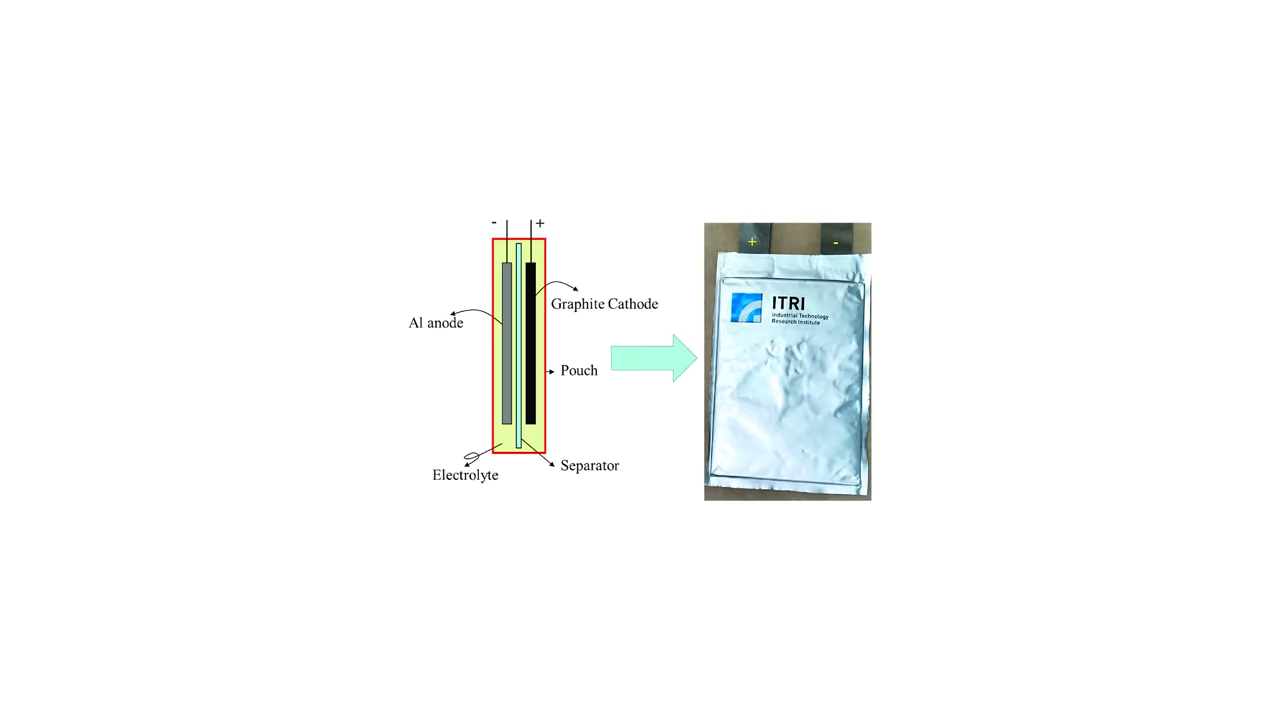 - +
Graphite Cathode
Al anode
Pouch
Separator
Electrolyte
+ -
ITRI
Industrial Technology
Research Institute